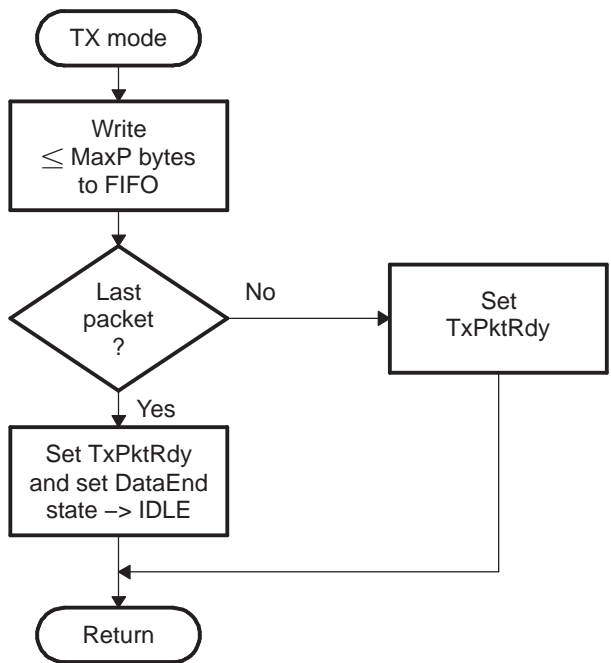 TX mode
Write
≤ MaxP bytes
to FIFO
Last
packet
?
No
Set
TxPktRdy
Yes
Set TxPktRdy
and set DataEnd
state −> IDLE
Return